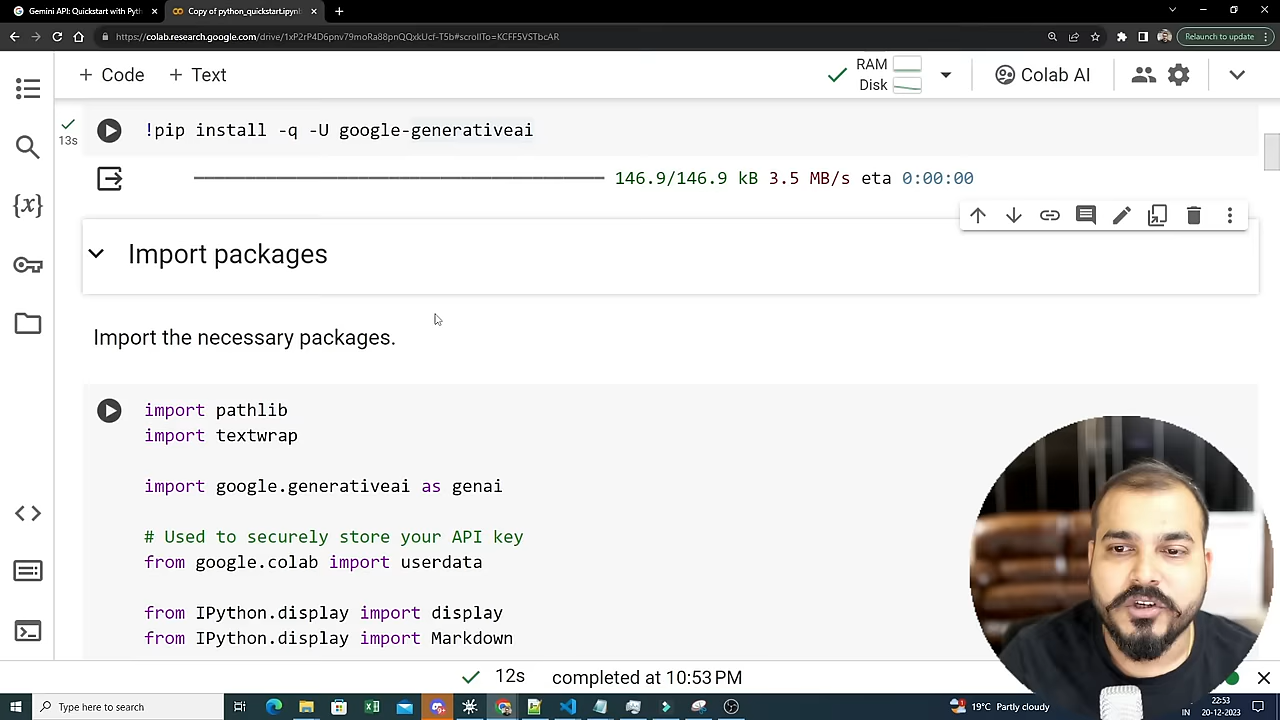 Gemini API: Quickstart with Pyth
Copy of python_quickstart.ipynb
https://colab.research.google.com/drive/1xP2rP4D6pnv79moRa88pnQQxkUcf-T5b#scrollTo=KCFF5VSTbcAR
Relaunch to update
+ Code
+ Text
RAM
Disk
Colab AI
13s
!pip install -q -U google-generativeai
146.9/146.9 kB 3.5 MB/s eta 0:00:00
Import packages
Import the necessary packages.
import pathlib
import textwrap
import google.generativeai as genai
# Used to securely store your API key
from google.colab import userdata
from IPython.display import display
from IPython.display import Markdown
{x}
12s completed at 10:53 PM
Type here to search
19°C Partly cloudy
IN
22:53
20-12-2023